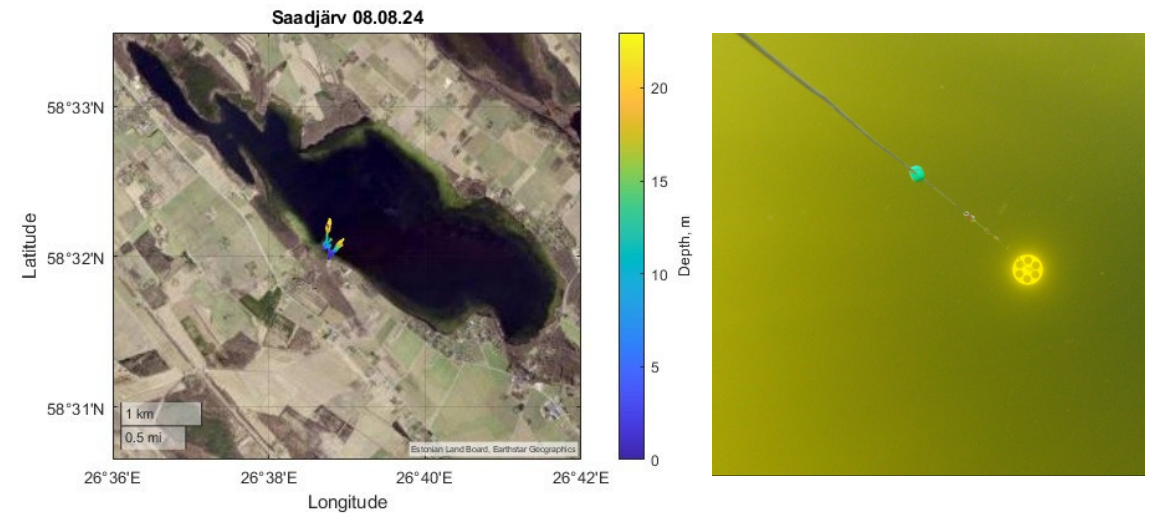 Saadjärv 08.08.24
58°33'N
58°32'N
58°31'N
Latitude
1 km
0.5 mi
Estonian Land Board, Earthstar Geographics
26°36'E
26°38'E
26°40'E
26°42'E
Longitude
20
15
10
5
0
Depth, m